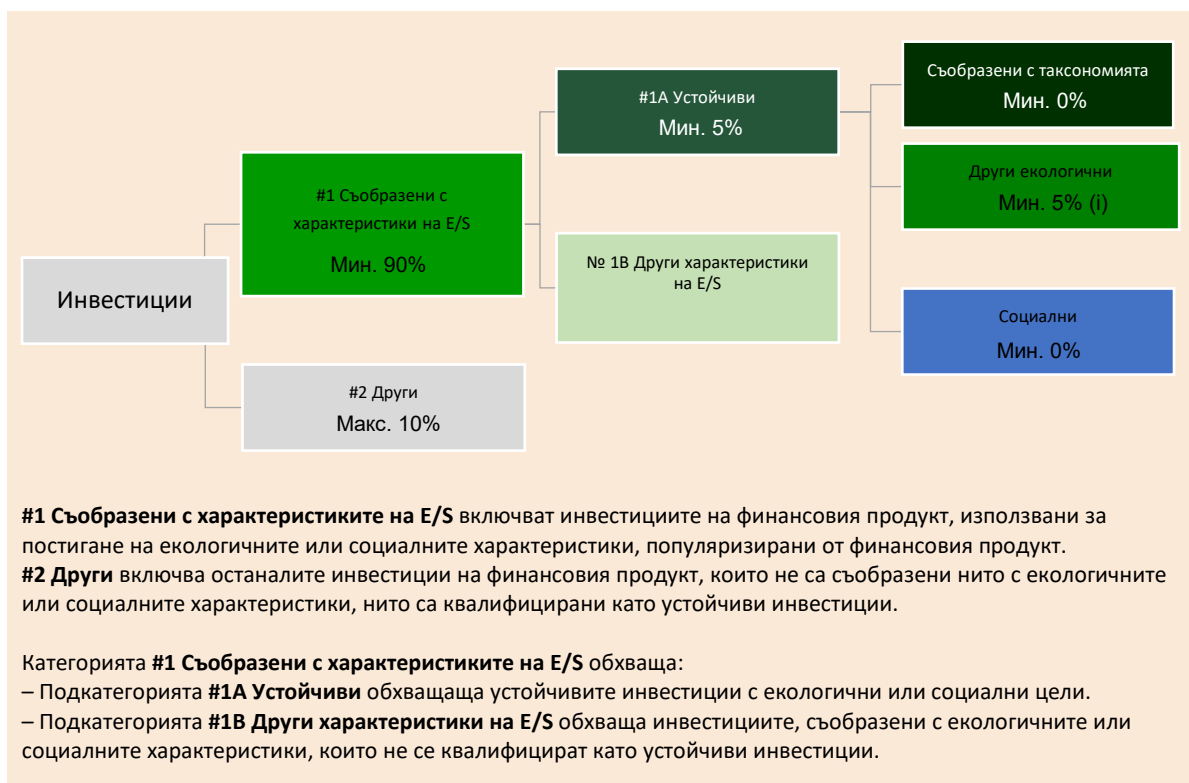 Инвестиции
#1 Съобразени с
характеристики на E/S
Мин. 90%
#2 Други
Макс. 10%
#1A Устойчиви
Мин. 5%
№ 1B Други характеристики
на E/S
Съобразени с таксономията
Мин. 0%
Други екологични
Мин. 5% (i)
Социални
Мин. 0%
#1 Съобразени с характеристиките на E/S включват инвестициите на финансовия продукт, използвани за
постигане на екологичните или социалните характеристики, популяризирани от финансовия продукт.
#2 Други включва останалите инвестиции на финансовия продукт, които не са съобразени нито с екологичните
или социалните характеристики, нито са квалифицирани като устойчиви инвестиции.
Категорията #1 Съобразени с характеристиките на E/S обхваща:
– Подкатегорията #1A Устойчиви обхващаща устойчивите инвестиции с екологични или социални цели.
– Подкатегорията #1B Други характеристики на E/S обхваща инвестициите, съобразени с екологичните или
социалните характеристики, които не се квалифицират като устойчиви инвестиции.